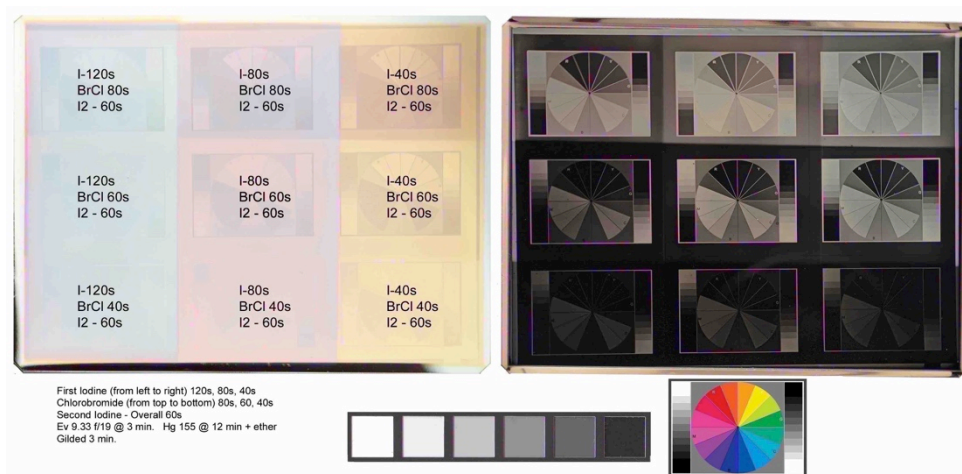 I-120s
BrCl 80s
I2 - 60s
I-80s
BrCl 80s
I2 - 60s
I-40s
BrCl 80s
I2 - 60s
I-120s
BrCl 60s
I2 - 60s
I-80s
BrCl 60s
I2 - 60s
I-40s
BrCl 60s
I2 - 60s
I-120s
BrCl 40s
I2 - 60s
I-80s
BrCl 40s
I2 - 60s
I-40s
BrCl 40s
I2 - 60s
First Iodine (from left to right) 120s, 80s, 40s
Chlorobromide (from top to bottom) 80s, 60, 40s
Second Iodine - Overall 60s
Ev 9.33 f/19 @ 3 min. Hg 155 @ 12 min + ether
Gilded 3 min.